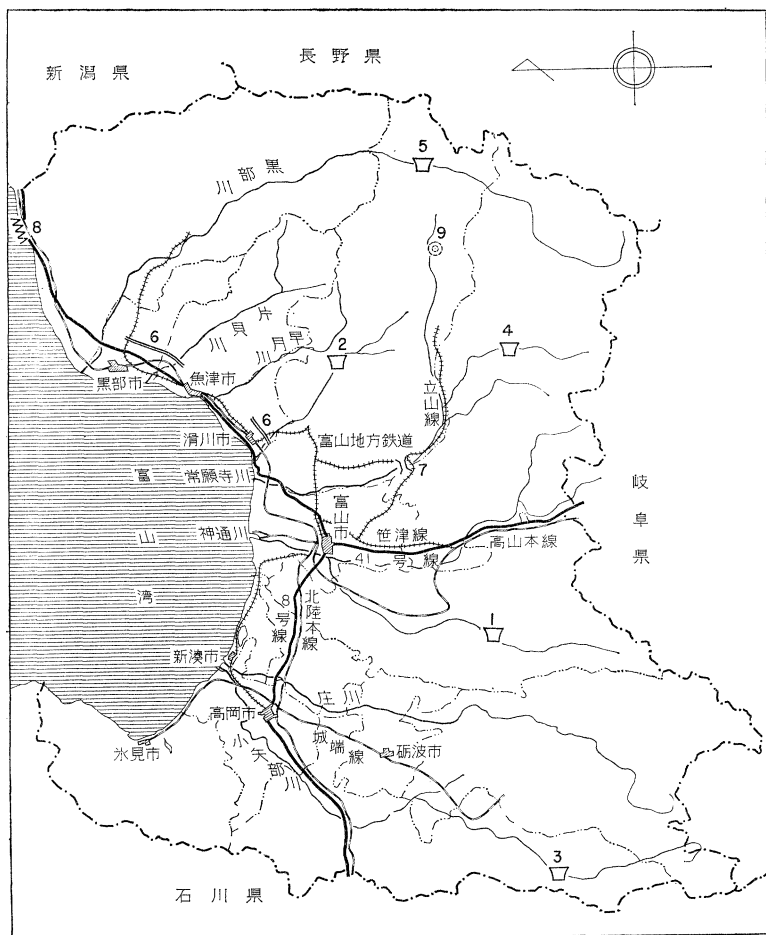 長野県
新潟県
5
黒部川
8
9
6
片貝川
早月川
2
4
黒部市
魚津市
立山線
6
滑川市
富山地方鉄道
7
常願寺川
富山市
岐阜県
富山湾
神通川
笹津線
高山本線
41号線
8号線
北陸本線
1
新湊市
庄川
高岡市
城端線
砺波市
氷見市
小矢部川
3
石川県